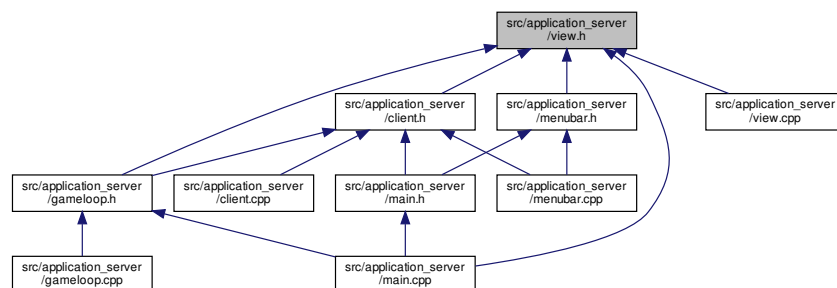 src/application_server
/view.h
src/application_server
/client.h
src/application_server
/menubar.h
src/application_server
/view.cpp
src/application_server
/gameloop.h
src/application_server
/client.cpp
src/application_server
/main.h
src/application_server
/menubar.cpp
src/application_server
/gameloop.cpp
src/application_server
/main.cpp